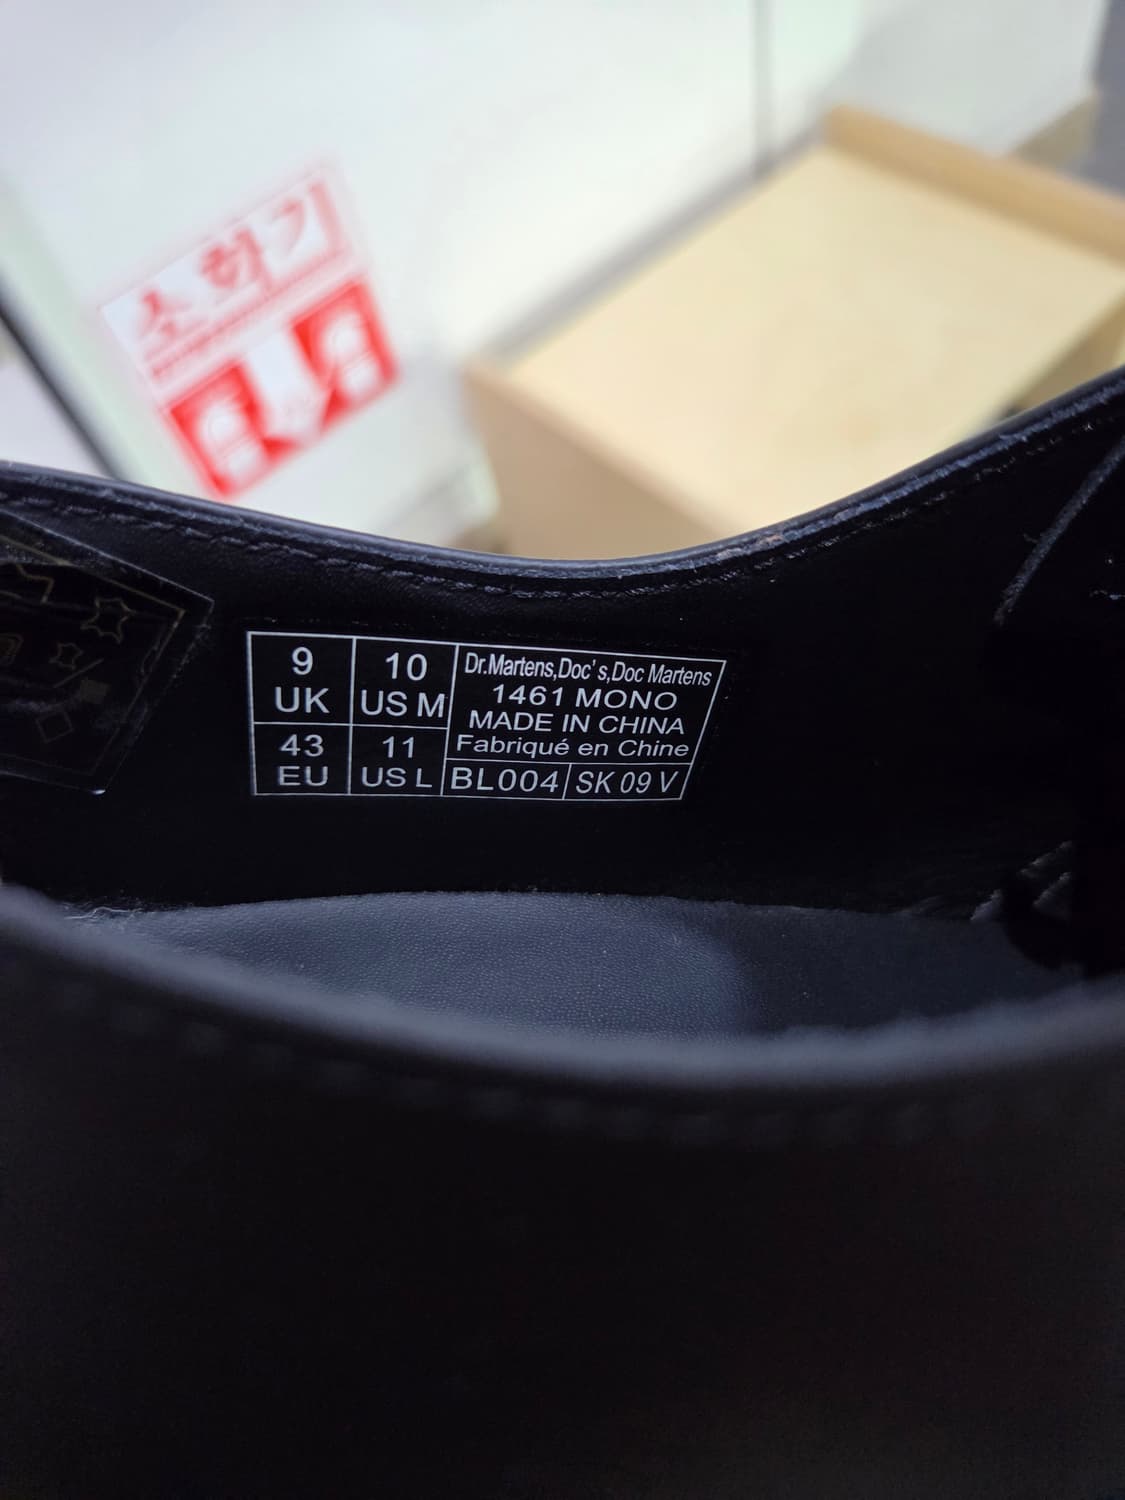 소화기
9
UK
10
US M
43
EU
11
US L
Dr.Martens,Doc's,Doc Martens
1461 MONO
MADE IN CHINA
Fabriqué en Chine
BL004
SK 09 V